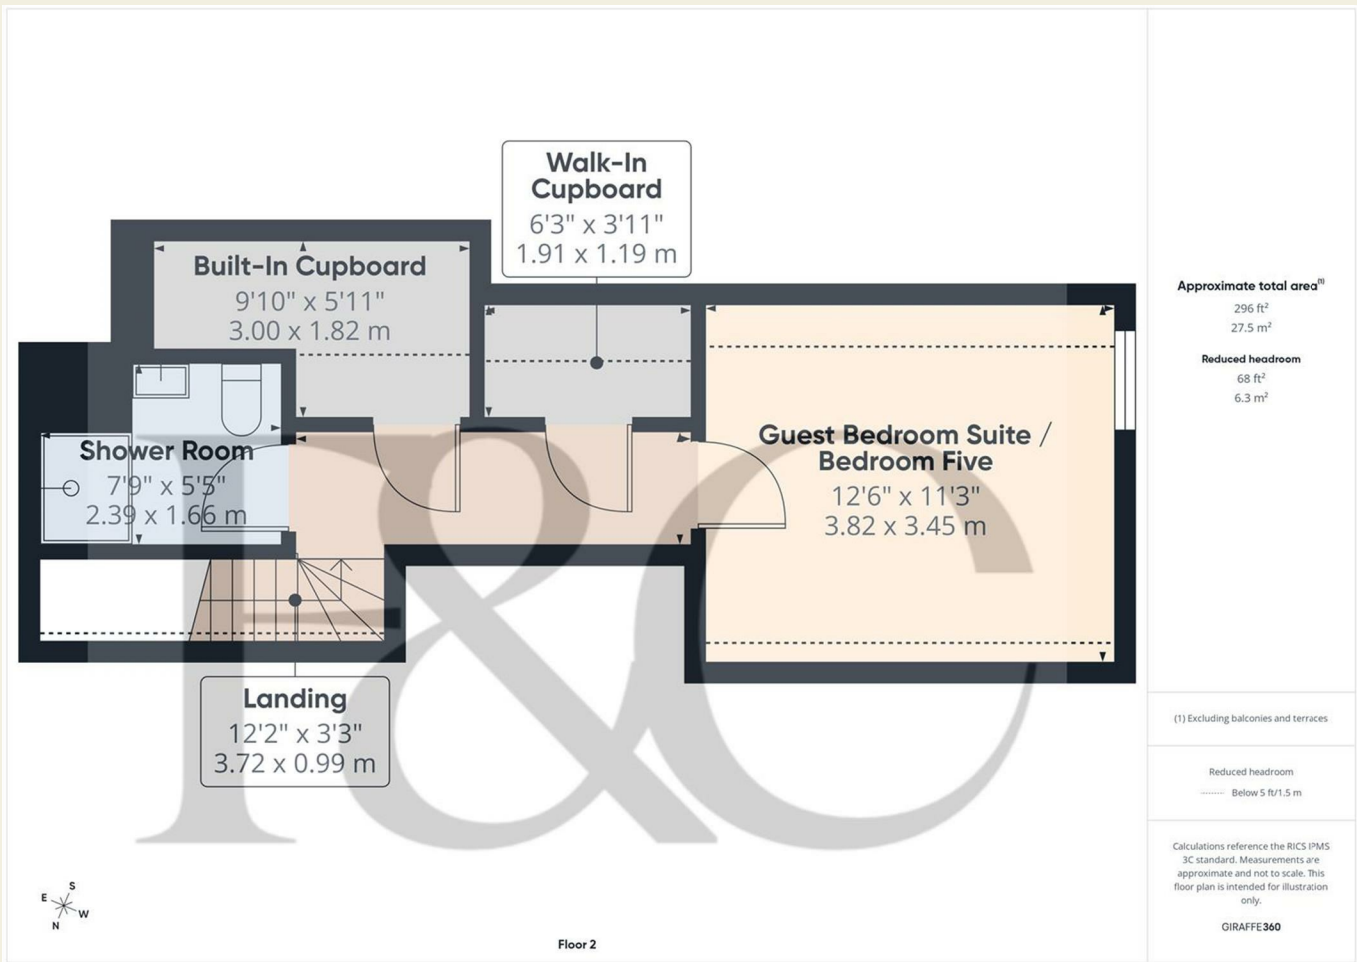 Walk-In
Cupboard
6'3" x 3'11"
1.91 x 1.19 m
Built-In Cupboard
9'10" x 5'11"
3.00 x 1.82 m
Shower Room
7'9" x 5'5"
2.39 x 1.66 m
Guest Bedroom Suite /
Bedroom Five
12'6" x 11'3"
3.82 x 3.45 m
Landing
12'2" x 3'3"
3.72 x 0.99 m
F&C
S
E
W
N
Floor 2
Approximate total area(1)
296 ft²
27.5 m²
Reduced headroom
68 ft²
6.3 m²
(1) Excluding balconies and terraces
Reduced headroom
Below 5 ft/1.5 m
Calculations reference the RICS IPMS
3C standard. Measurements are
approximate and not to scale. This
floor plan is intended for illustration
only.
GIRAFFE360